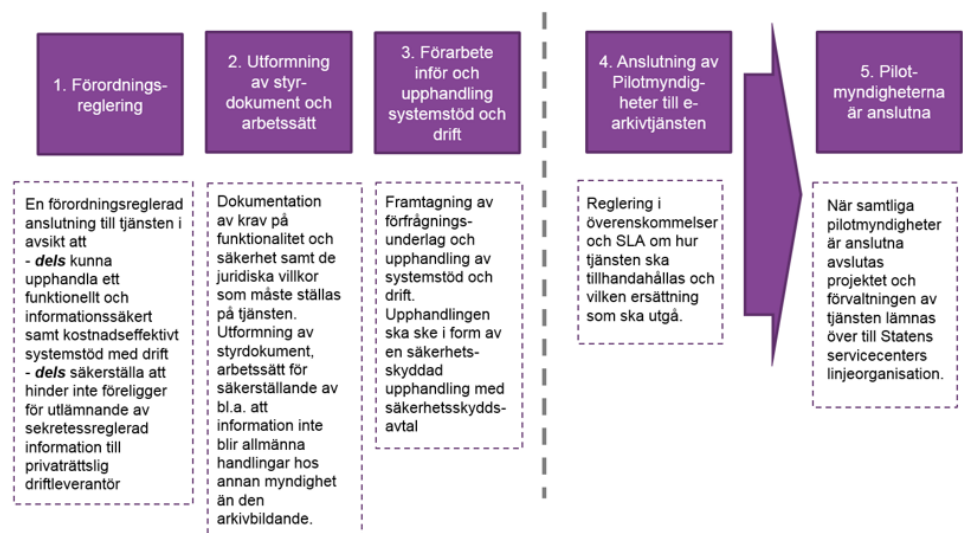 1. Förordnings-
reglering
2. Utformning
av styr-
dokument och
arbetssätt
3. Förarbete
inför och
upphandling
systemstöd och
drift
4. Anslutning av
Pilotmyndig-
heter till e-
arkivtjänsten
5. Pilot-
myndigheterna
är anslutna
En förordningsreglerad
anslutning till tjänsten i
avsikt att
- dels kunna
upphandla ett
funktionellt och
informationssäkert
samt kostnadseffektivt
systemstöd med drift
- dels säkerställa att
hinder inte föreligger
för utlämnande av
sekretessreglerad
information till
privaträttslig
driftleverantör
Dokumentation
av krav på
funktionalitet och
säkerhet samt de
juridiska villkor
som måste ställas
på tjänsten.
Utformning av
styrdokument,
arbetssätt för
säkerställande av
bl.a. att
information inte
blir allmänna
handlingar hos
annan myndighet
än den
arkivbildande.
Framtagning av
förfrågnings-
underlag och
upphandling av
systemstöd och
drift.
Upphandlingen
ska ske i form av
en säkerhets-
skyddad
upphandling med
säkerhetsskydds-
avtal
Reglering i
överenskommelser
och SLA om hur
tjänsten ska
tillhandahållas och
vilken ersättning
som ska utgå.
När samtliga
pilotmyndigheter
är anslutna
avslutas
projektet och
förvaltningen av
tjänsten lämnas
över till Statens
servicecenters
linjeorganisation.